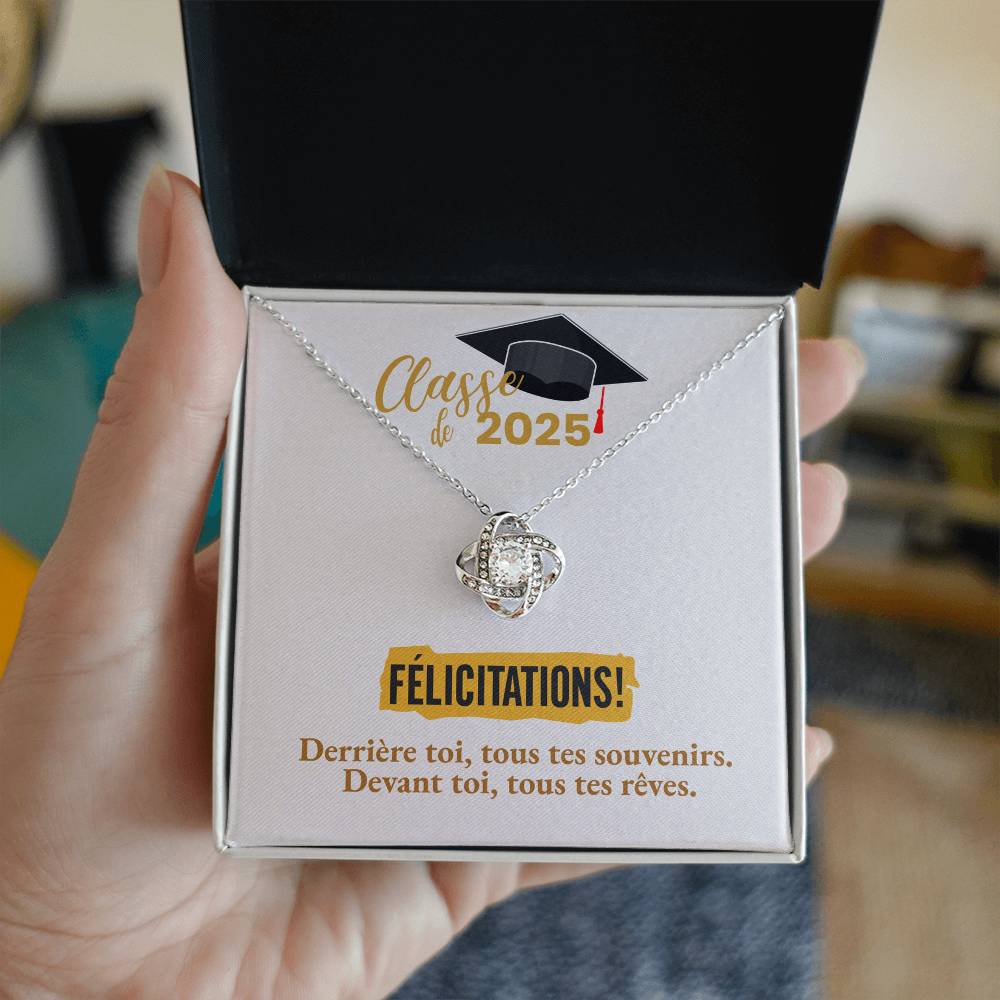 Classe
de 2025
FÉLICITATIONS!
Derrière toi, tous tes souvenirs.
Devant toi, tous tes rêves.